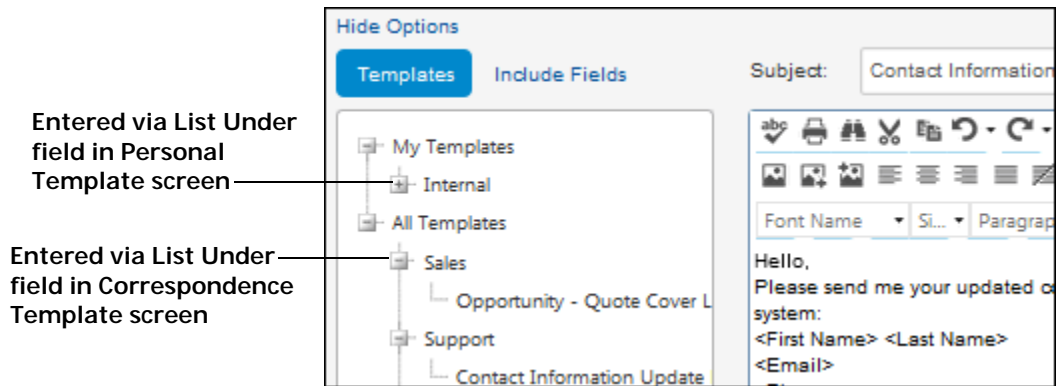 Hide Options
Templates
Include Fields
Subject:
Contact Information
Entered via List Under
field in Personal
Template screen
My Templates
Internal
All Templates
Entered via List Under
field in Correspondence
Template screen
Sales
Opportunity - Quote Cover L
Support
Contact Information Update
abc
Font Name
Si...
Paragrap
Hello,
Please send me your updated
system:
<First Name> <Last Name>
<Email>